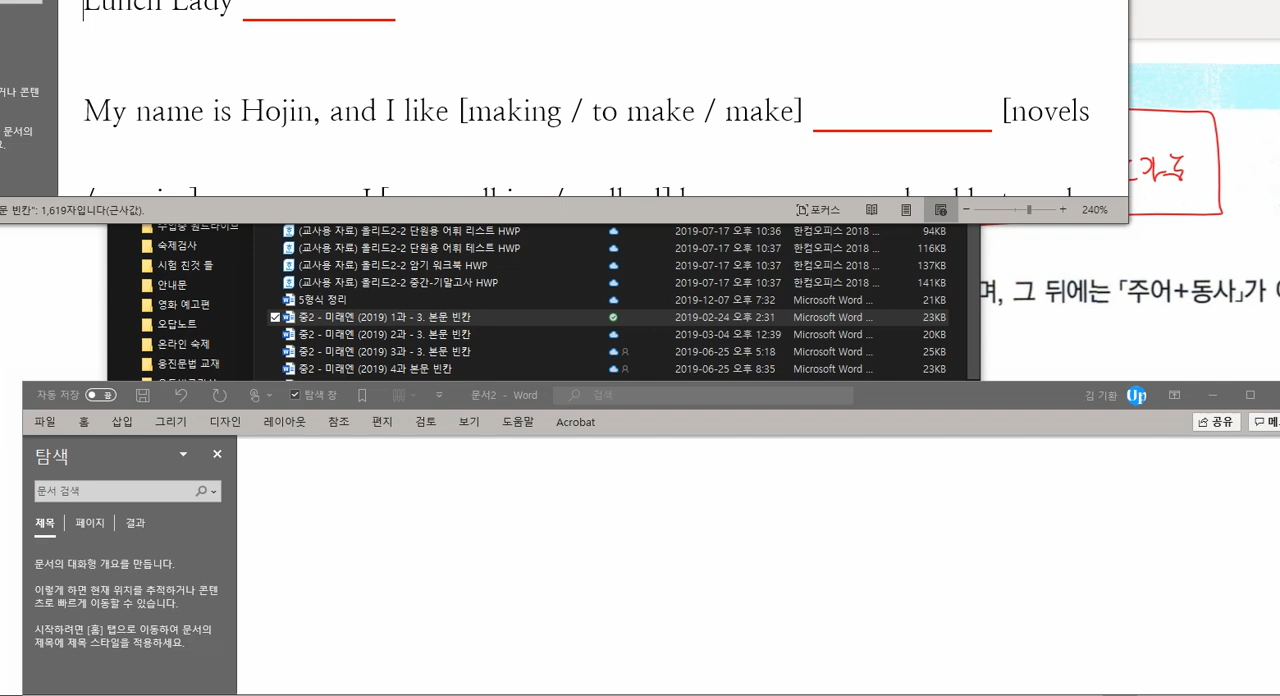 Lunch Lady
거나 콘텐
My name is Hojin, and I like [making / to make / make] [novels
문서의
문 빈칸": 1,619자입니다(근사값).
포커스
240%
숙제검사
시험 친것 들
안내문
영화 예고편
오답노트
온라인 숙제
웅진문법 교재
(교사용 자료) 올리드2-2 단원용 어휘 리스트 HWP 2019-07-17 오후 10:36 한컴오피스 2018 ... 94KB
(교사용 자료) 올리드2-2 단원용 어휘 테스트 HWP 2019-07-17 오후 10:37 한컴오피스 2018 ... 116KB
(교사용 자료) 올리드2-2 암기 워크북 HWP 2019-07-17 오후 10:37 한컴오피스 2018 ... 137KB
(교사용 자료) 올리드2-2 중간-기말고사 HWP 2019-07-17 오후 10:37 한컴오피스 2018 ... 141KB
5형식 정리 2019-12-07 오후 7:32 Microsoft Word ... 21KB
중2 - 미래엔 (2019) 1과 - 3. 본문 빈칸 2019-02-24 오후 2:31 Microsoft Word ... 23KB
중2 - 미래엔 (2019) 2과 - 3. 본문 빈칸 2019-03-04 오후 12:39 Microsoft Word ... 20KB
중2 - 미래엔 (2019) 3과 - 3. 본문 빈칸 2019-06-25 오후 5:18 Microsoft Word ... 25KB
중2 - 미래엔 (2019) 4과 본문 빈칸 2019-06-25 오후 8:35 Microsoft Word ... 23KB
며, 그 뒤에는 「주어+동사」가
자동 저장 끔 탐색 창 문서2 - Word 검색 김 기환 Up
파일 홈 삽입 그리기 디자인 레이아웃 참조 편지 검토 보기 도움말 Acrobat 공유 메
탐색
문서 검색
제목 페이지 결과
문서의 대화형 개요를 만듭니다.
이렇게 하면 현재 위치를 추적하거나 콘텐
츠로 빠르게 이동할 수 있습니다.
시작하려면 [홈] 탭으로 이동하여 문서의
제목에 제목 스타일을 적용하세요.